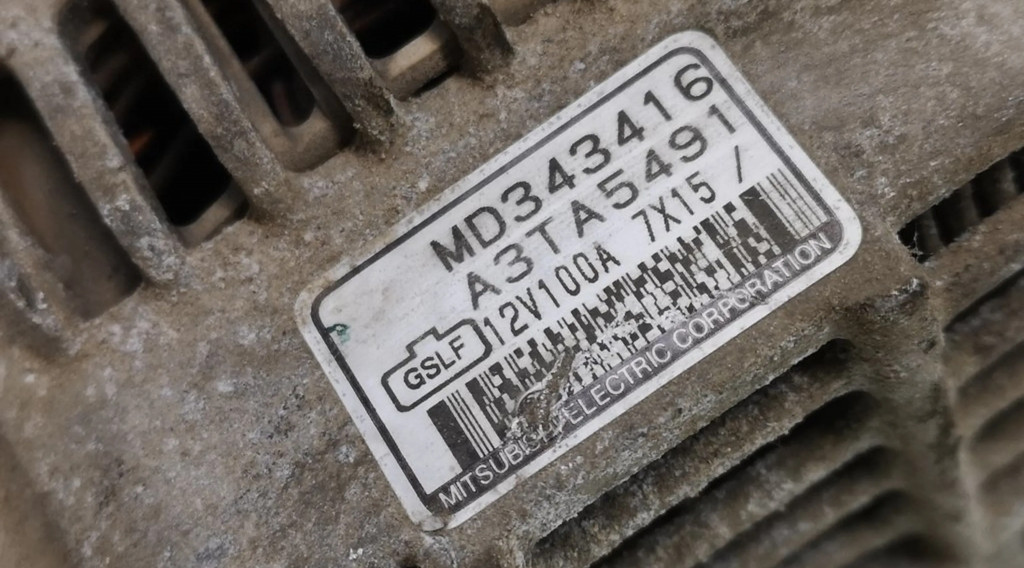 MD343416
A3TA5491
12V100A 7X15 /
GSLF
MITSUBISHI ELECTRIC CORPORATION